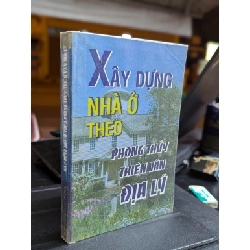 XÂY DỰNG
NHÀ Ở
THEO
PHONG THỦY
THIÊN VĂN
ĐỊA LÝ